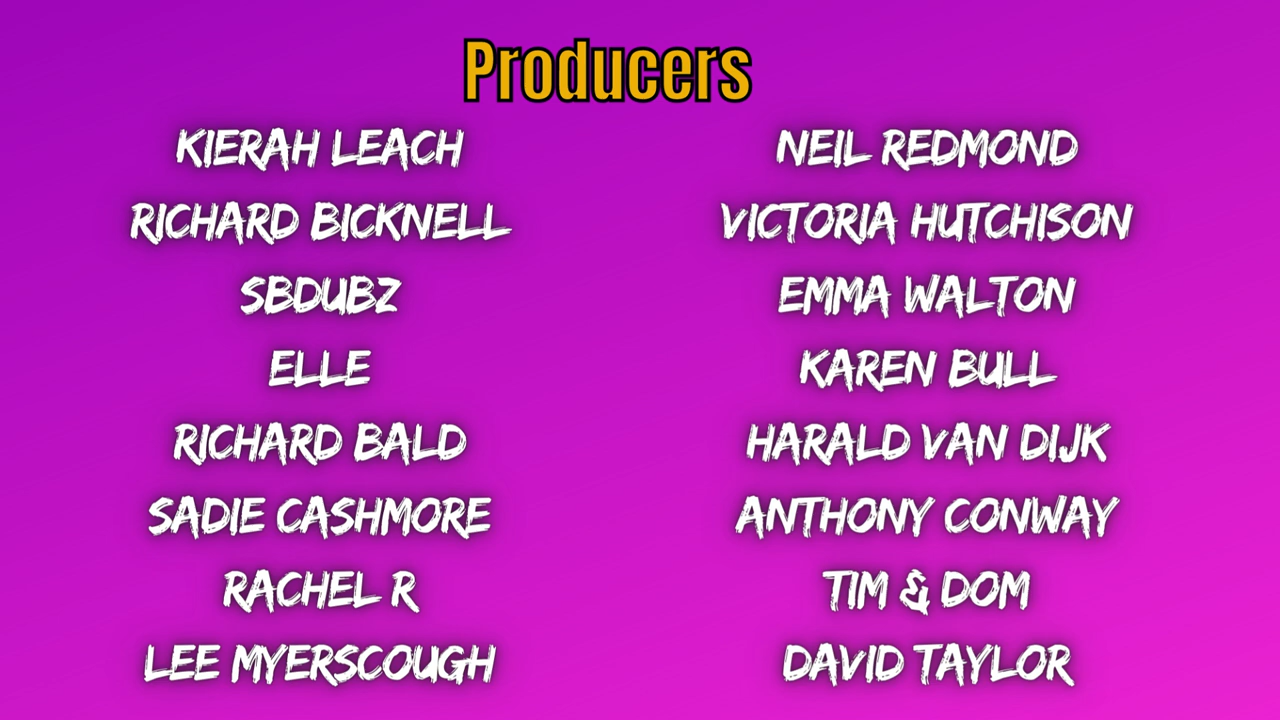 Producers
KIERAH LEACH
RICHARD BICKNELL
SBDUBZ
ELLE
RICHARD BALD
SADIE CASHMORE
RACHEL R
LEE MYERSCOUGH
NEIL REDMOND
VICTORIA HUTCHISON
EMMA WALTON
KAREN BULL
HARALD VAN DIJK
ANTHONY CONWAY
TIM & DOM
DAVID TAYLOR